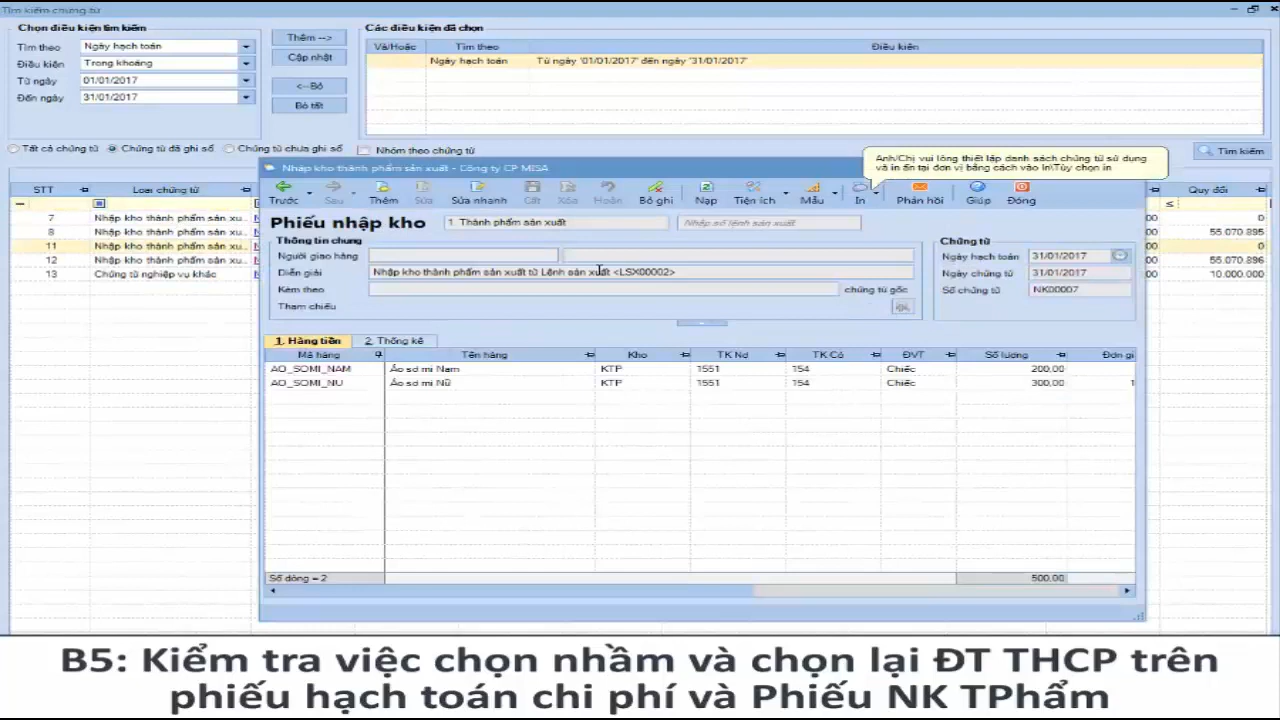 Tìm kiếm chứng từ
Chọn điều kiện tìm kiếm
Tìm theo Ngày hạch toán
Điều kiện Trong khoảng
Từ ngày 01/01/2017
Đến ngày 31/01/2017
Thêm -->
Cập nhật
<--Bỏ
Bỏ tất
Các điều kiện đã chọn
Và/Hoặc Tìm theo Điều kiện
Ngày hạch toán Từ ngày '01/01/2017' đến ngày '31/01/2017'
Tất cả chứng từ Chứng từ đã ghi sổ Chứng từ chưa ghi sổ Nhóm theo chứng từ
Tìm kiếm
STT Loại chứng từ Quy đổi
≤
7 Nhập kho thành phẩm sản xu... 00 0
8 Nhập kho thành phẩm sản xu... 00 55.070.895
11 Nhập kho thành phẩm sản xu... 00 0
12 Nhập kho thành phẩm sản xu... 00 55.070.896
13 Chứng từ nghiệp vụ khác 00 10.000.000
Nhập kho thành phẩm sản xuất - Công ty CP MISA
Anh/Chị vui lòng thiết lập danh sách chứng từ sử dụng
và in ấn tại đơn vị bằng cách vào In\Tùy chọn in
Trước Sau Thêm Sửa Sửa nhanh Cất Xóa Hoãn Bỏ ghi Nạp Tiện ích Mẫu In Phản hồi Giúp Đóng
Phiếu nhập kho 1. Thành phẩm sản xuất Nhập số lệnh sản xuất
Thông tin chung
Người giao hàng
Diễn giải Nhập kho thành phẩm sản xuất từ Lệnh sản xuất <LSX00002>
Kèm theo chứng từ gốc
Tham chiếu
Chứng từ
Ngày hạch toán 31/01/2017
Ngày chứng từ 31/01/2017
Số chứng từ NK00007
1. Hàng tiền 2. Thống kê
Mã hàng Tên hàng Kho TK Nợ TK Có ĐVT Số lượng Đơn gi
AO_SOMI_NAM Áo sơ mi Nam KTP 1551 154 Chiếc 200,00
AO_SOMI_NU Áo sơ mi Nữ KTP 1551 154 Chiếc 300,00 1
Số dòng = 2 500,00
B5: Kiểm tra việc chọn nhầm và chọn lại ĐT THCP trên
phiếu hạch toán chi phí và Phiếu NK TPhẩm